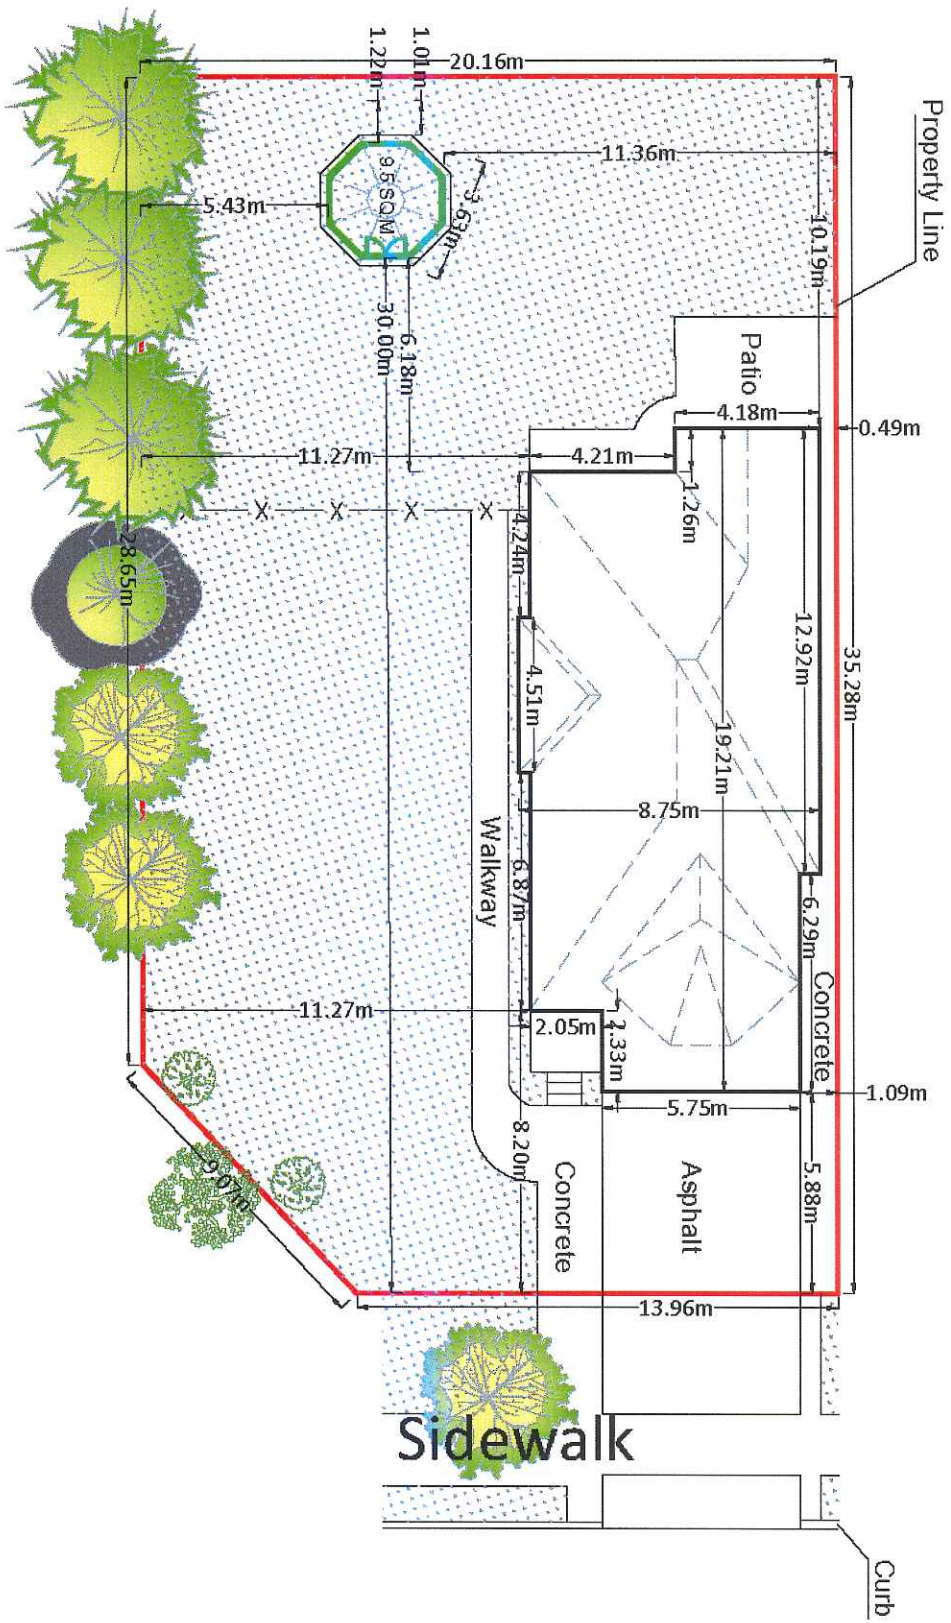 1.01m
1.22m
20.16m
Property Line
11.36m
10.19m
9.5 SQ.M
3.63m
5.43m
6.18m
30.00m
Patio
4.18m
0.49m
11.27m
4.21m
1.26m
X X X X
4.24m
28.65m
12.92m
35.28m
4.51m
19.21m
8.75m
Walkway
6.87m
6.29m
Concrete
11.27m
2.05m
2.33m
1.09m
5.75m
8.20m
Concrete
Asphalt
5.88m
9.07m
13.96m
Sidewalk
Curb